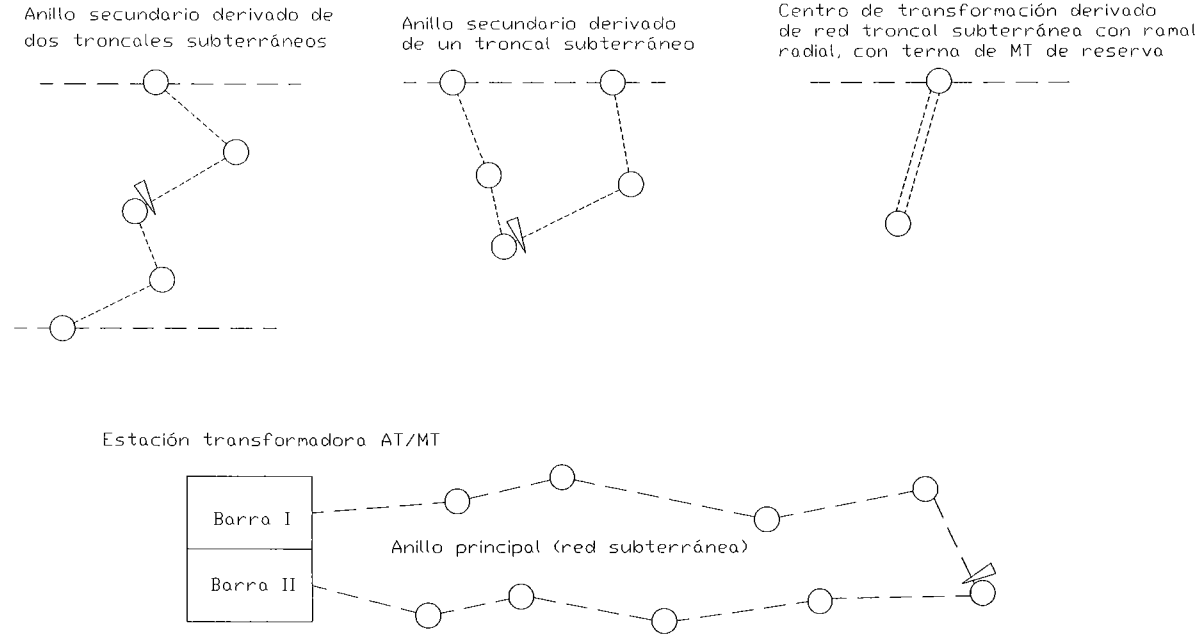 Anillo secundario derivado de
dos troncales subterráneos
Anillo secundario derivado
de un troncal subterráneo
Centro de transformación derivado
de red troncal subterránea con ramal
radial, con terna de MT de reserva
Estación transformadora AT/MT
Barra I
Anillo principal (red subterránea)
Barra II